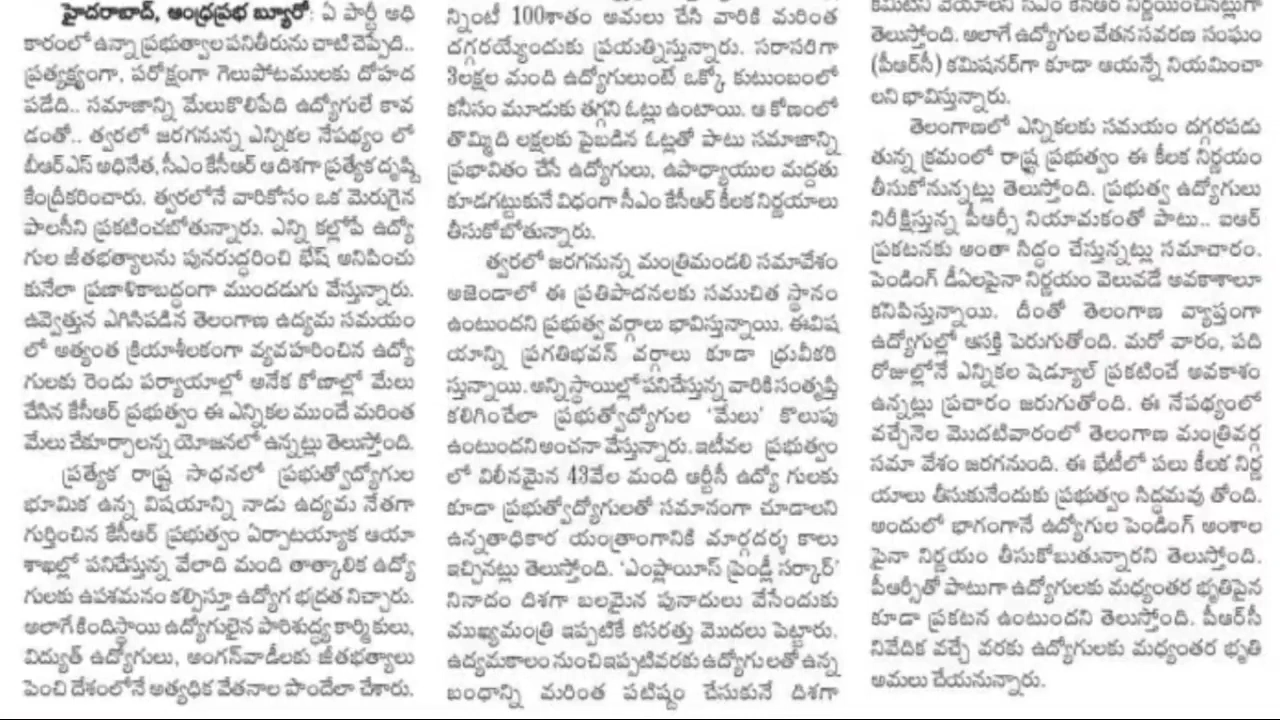 హైదరాబాద్, ఆంధ్రప్రభ బ్యూరో: ఏ పార్టీ అధి
కారంలో ఉన్నా ప్రభుత్వాల పనితీరును చాటి చెప్పేది..
ప్రత్యక్షంగా, పరోక్షంగా గెలుపోటములకు దోహద
పడేది.. సమాజాన్ని మేలుకొలిపేది ఉద్యోగులే కావ
డంతో.. త్వరలో జరగనున్న ఎన్నికల నేపథ్యం లో
బీఆర్ఎస్ అధినేత, సీఎం కేసీఆర్ ఆ దిశగా ప్రత్యేక దృష్టి
కేంద్రీకరించారు. త్వరలోనే వారికోసం ఒక మెరుగైన
పాలసీని ప్రకటించబోతున్నారు. ఎన్ని కల్లోపే ఉద్యో
గుల జీతభత్యాలను పునరుద్ధరించి భేష్ అనిపించు
కునేలా ప్రణాళికాబద్ధంగా ముందడుగు వేస్తున్నారు.
ఉవ్వెత్తున ఎగిసిపడిన తెలంగాణ ఉద్యమ సమయం
లో అత్యంత క్రియాశీలకంగా వ్యవహరించిన ఉద్యో
గులకు రెండు పర్యాయాల్లో అనేక కోణాల్లో మేలు
చేసిన కేసీఆర్ ప్రభుత్వం ఈ ఎన్నికల ముందే మరింత
మేలు చేకూర్చాలన్న యోజనలో ఉన్నట్లు తెలుస్తోంది.
ప్రత్యేక రాష్ట్ర సాధనలో ప్రభుత్వోద్యోగుల
భూమిక ఉన్న విషయాన్ని నాడు ఉద్యమ నేతగా
గుర్తించిన కేసీఆర్ ప్రభుత్వం ఏర్పాటయ్యాక ఆయా
శాఖల్లో పనిచేస్తున్న వేలాది మంది తాత్కాలిక ఉద్యో
గులకు ఉపశమనం కల్పిస్తూ ఉద్యోగ భద్రత నిచ్చారు.
అలాగే కిందిస్థాయి ఉద్యోగులైన పారిశుద్ధ్య కార్మికులు,
విద్యుత్ ఉద్యోగులు, అంగన్‌వాడీలకు జీతభత్యాలు
పెంచి దేశంలోనే అత్యధిక వేతనాల పొందేలా చేశారు.
న్నింటీ 100శాతం అమలు చేసి వారికి మరింత
దగ్గరయ్యేందుకు ప్రయత్నిస్తున్నారు. సరాసరి గా
3లక్షల మంది ఉద్యోగులుంటే ఒక్కో కుటుంబంలో
కనీసం మూడుకు తగ్గని ఓట్లు ఉంటాయి. ఆ కోణంలో
తొమ్మిది లక్షలకు పైబడిన ఓట్లతో పాటు సమాజాన్ని
ప్రభావితం చేసే ఉద్యోగులు, ఉపాధ్యాయుల మద్దతు
కూడగట్టుకునే విధంగా సీఎం కేసీఆర్ కీలక నిర్ణయాలు
తీసుకోబోతున్నారు.
త్వరలో జరగనున్న మంత్రిమండలి సమావేశం
అజెండాలో ఈ ప్రతిపాదనలకు సముచిత స్థానం
ఉంటుందని ప్రభుత్వ వర్గాలు భావిస్తున్నాయి. ఈవిష
యాన్ని ప్రగతిభవన్ వర్గాలు కూడా ధ్రువీకరి
స్తున్నాయి. అన్నిస్థాయిల్లో పనిచేస్తున్న వారికి సంతృప్తి
కలిగించేలా ప్రభుత్వోద్యోగుల 'మేలు' కొలుపు
ఉంటుందని అంచనా వేస్తున్నారు. ఇటీవల ప్రభుత్వం
లో విలీనమైన 43వేల మంది ఆర్టీసీ ఉద్యో గులకు
కూడా ప్రభుత్వోద్యోగులతో సమానంగా చూడాలని
ఉన్నతాధికార యంత్రాంగానికి మార్గదర్శ కాలు
ఇచ్చినట్లు తెలుస్తోంది. 'ఎంప్లాయీస్ ఫ్రెండ్లీ సర్కార్'
నినాదం దిశగా బలమైన పునాదులు వేసేందుకు
ముఖ్యమంత్రి ఇప్పటికే కసరత్తు మొదలు పెట్టారు.
ఉద్యమకాలం నుంచి ఇప్పటివరకు ఉద్యోగు లతో ఉన్న
బంధాన్ని మరింత పటిష్టం చేసుకునే దిశగా
కమిటీని వేయాలని సీఎం కేసీఆర్ నిర్ణయించినట్లుగా
తెలుస్తోంది. అలాగే ఉద్యోగుల వేతన సవరణ సంఘం
(పీఆర్‌సీ) కమిషనర్‌గా కూడా ఆయన్నే నియమించా
లని భావిస్తున్నారు.
తెలంగాణలో ఎన్నికలకు సమయం దగ్గరపడు
తున్న క్రమంలో రాష్ట్ర ప్రభుత్వం ఈ కీలక నిర్ణయం
తీసుకోనున్నట్లు తెలుస్తోంది. ప్రభుత్వ ఉద్యోగులు
నిరీక్షిస్తున్న పీఆర్సీ నియామకంతో పాటు.. ఐఆర్
ప్రకటనకు అంతా సిద్ధం చేస్తున్నట్లు సమాచారం.
పెండింగ్ డీఏలపైనా నిర్ణయం వెలువడే అవకాశాలూ
కనిపిస్తున్నాయి. దీంతో తెలంగాణ వ్యాప్తంగా
ఉద్యోగుల్లో ఆసక్తి పెరుగుతోంది. మరో వారం, పది
రోజుల్లోనే ఎన్నికల షెడ్యూల్ ప్రకటించే అవకాశం
ఉన్నట్లు ప్రచారం జరుగుతోంది. ఈ నేపథ్యంలో
వచ్చేనెల మొదటివారంలో తెలంగాణ మంత్రివర్గ
సమా వేశం జరగనుంది. ఈ భేటీలో పలు కీలక నిర్ణ
యాలు తీసుకునేందుకు ప్రభుత్వం సిద్ధమవు తోంది.
అందులో భాగంగానే ఉద్యోగుల పెండింగ్ అంశాల
పైనా నిర్ణయం తీసుకోబుతున్నారని తెలుస్తోంది.
పీఆర్సీతో పాటుగా ఉద్యోగులకు మధ్యంతర భృతిపైన
కూడా ప్రకటన ఉంటుందని తెలుస్తోంది. పీఆర్‌సీ
నివేదిక వచ్చే వరకు ఉద్యోగులకు మధ్యంతర భృతి
అమలు చేయనున్నారు.